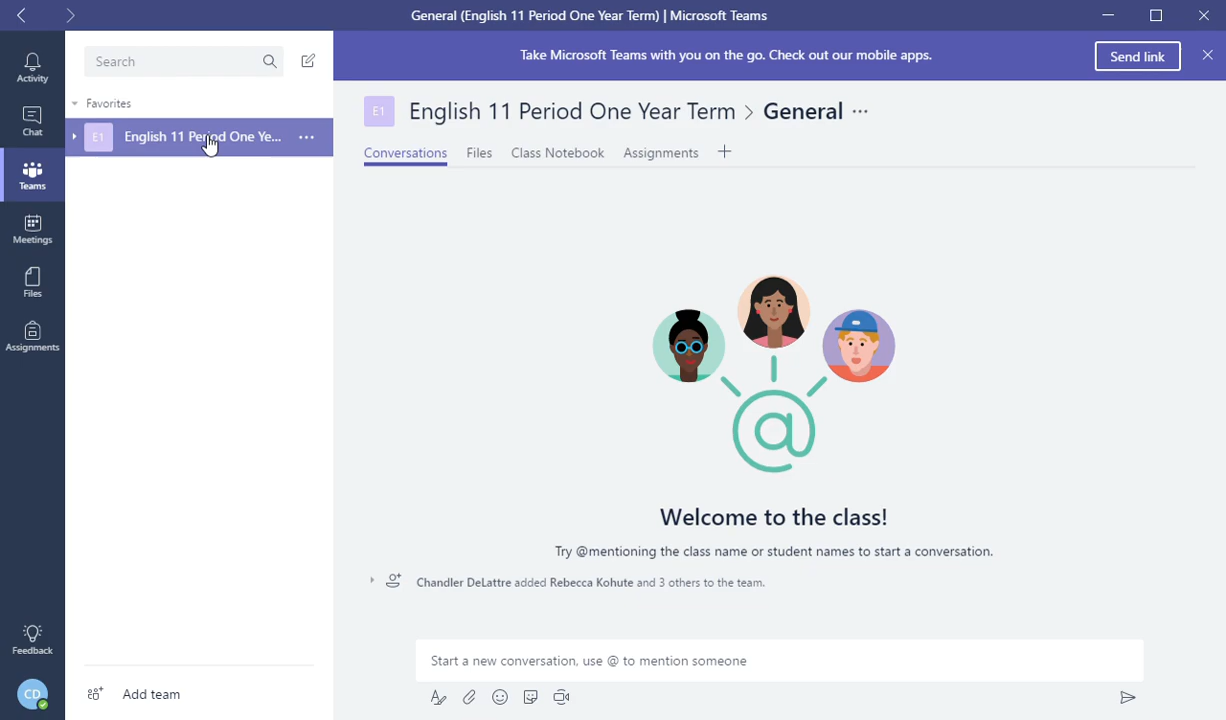 General (English 11 Period One Year Term) | Microsoft Teams
Take Microsoft Teams with you on the go. Check out our mobile apps.
Send link
Activity
Chat
Teams
Meetings
Files
Assignments
Feedback
CD
Search
Favorites
E1
English 11 Period One Ye...
Add team
E1
English 11 Period One Year Term > General
Conversations
Files
Class Notebook
Assignments
@
Welcome to the class!
Try @mentioning the class name or student names to start a conversation.
Chandler DeLattre added Rebecca Kohute and 3 others to the team.
Start a new conversation, use @ to mention someone